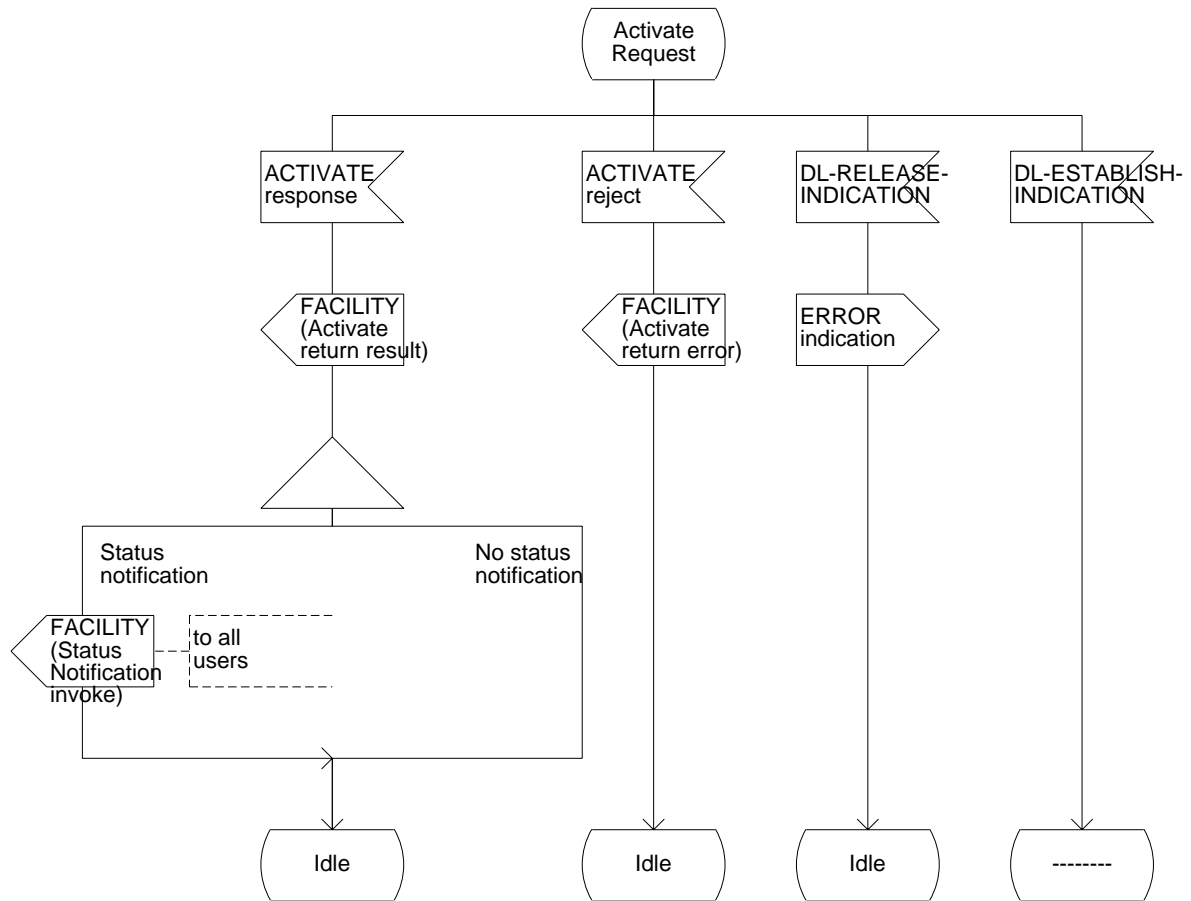 Activate
Request
ACTIVATE
response
ACTIVATE
reject
DL-RELEASE-
INDICATION
DL-ESTABLISH-
INDICATION
FACILITY
(Activate
return result)
FACILITY
(Activate
return error)
ERROR
indication
Status
notification
No status
notification
FACILITY
(Status
Notification
invoke)
to all
users
Idle
Idle
Idle
--------